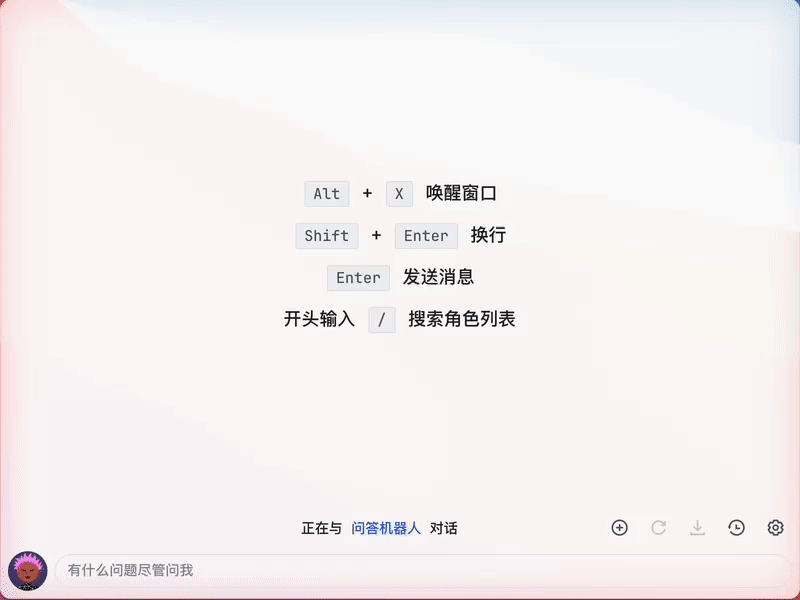 Alt + X 唤醒窗口
Shift + Enter 换行
Enter 发送消息
开头输入 / 搜索角色列表
正在与 问答机器人 对话
有什么问题尽管问我